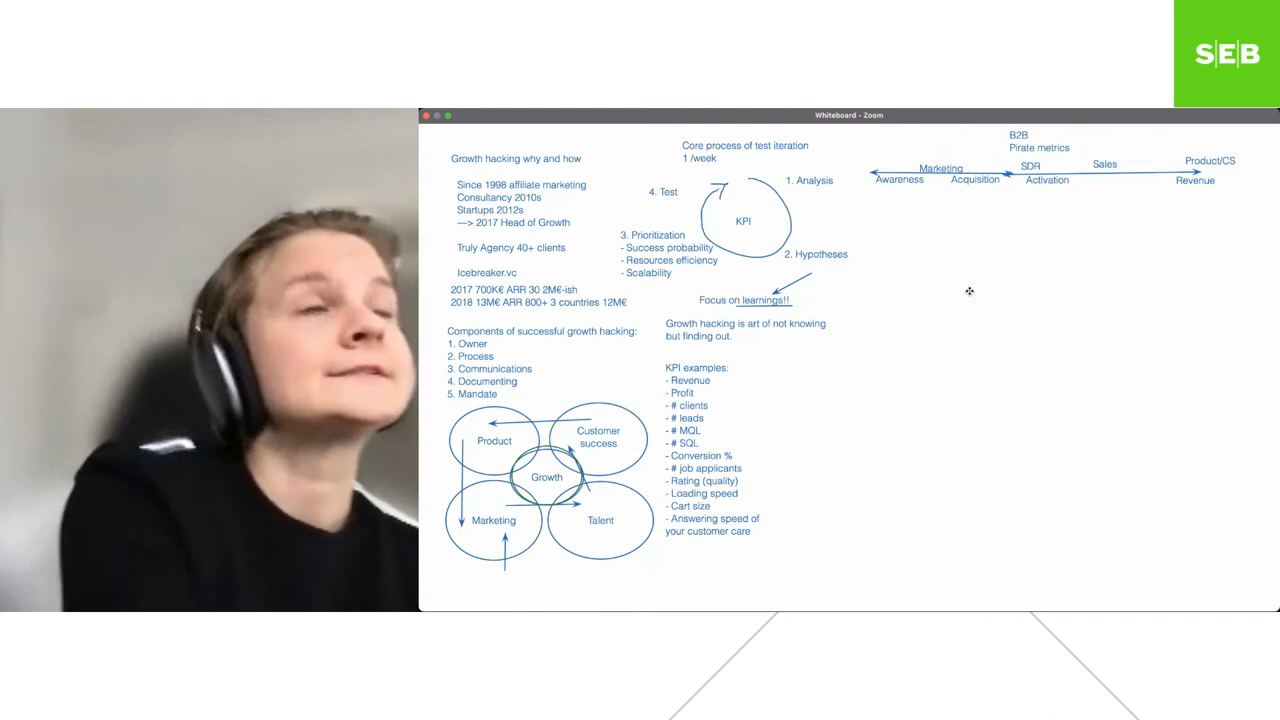 S|E|B
Whiteboard - Zoom
Growth hacking why and how
Since 1998 affiliate marketing
Consultancy 2010s
Startups 2012s
—> 2017 Head of Growth
Truly Agency 40+ clients
Icebreaker.vc
2017 700K€ ARR 30 2M€-ish
2018 13M€ ARR 800+ 3 countries 12M€
Components of successful growth hacking:
1. Owner
2. Process
3. Communications
4. Documenting
5. Mandate
Product
Customer
success
Growth
Marketing
Talent
Core process of test iteration
1 /week
1. Analysis
4. Test
KPI
3. Prioritization
- Success probability
- Resources efficiency
- Scalability
2. Hypotheses
Focus on learnings!!
Growth hacking is art of not knowing
but finding out.
KPI examples:
- Revenue
- Profit
- # clients
- # leads
- # MQL
- # SQL
- Conversion %
- # job applicants
- Rating (quality)
- Loading speed
- Cart size
- Answering speed of
your customer care
B2B
Pirate metrics
Marketing
SDR
Sales
Product/CS
Awareness
Acquisition
Activation
Revenue